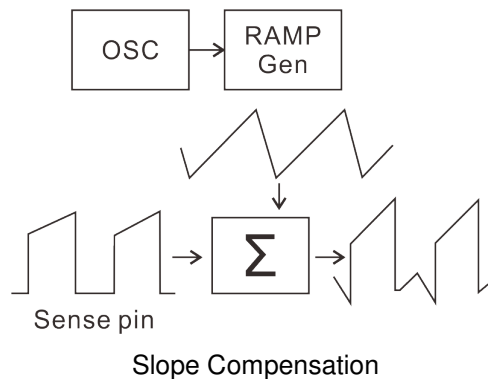 OSC
RAMP
Gen
Σ
Sense pin
Slope Compensation